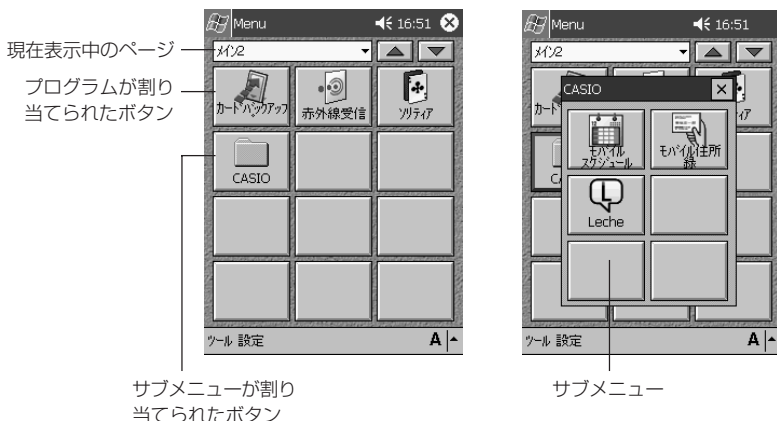 Menu 16:51
現在表示中のページ
メイン2
プログラムが割り
当てられたボタン
カードバックアップ
赤外線受信
ソリティア
CASIO
ツール 設定 A
サブメニューが割り
当てられたボタン
Menu 16:51
メイン2
カード
CASIO
モバイル
スケジュール
モバイル住所
録
Leche
ツール 設定 A
サブメニュー